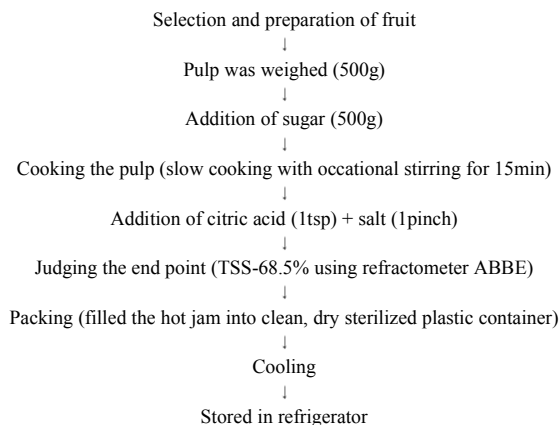 Selection and preparation of fruit
↓
Pulp was weighed (500g)
↓
Addition of sugar (500g)
↓
Cooking the pulp (slow cooking with occational stirring for 15min)
↓
Addition of citric acid (1tsp) + salt (1pinch)
↓
Judging the end point (TSS-68.5% using refractometer ABBE)
↓
Packing (filled the hot jam into clean, dry sterilized plastic container)
↓
Cooling
↓
Stored in refrigerator